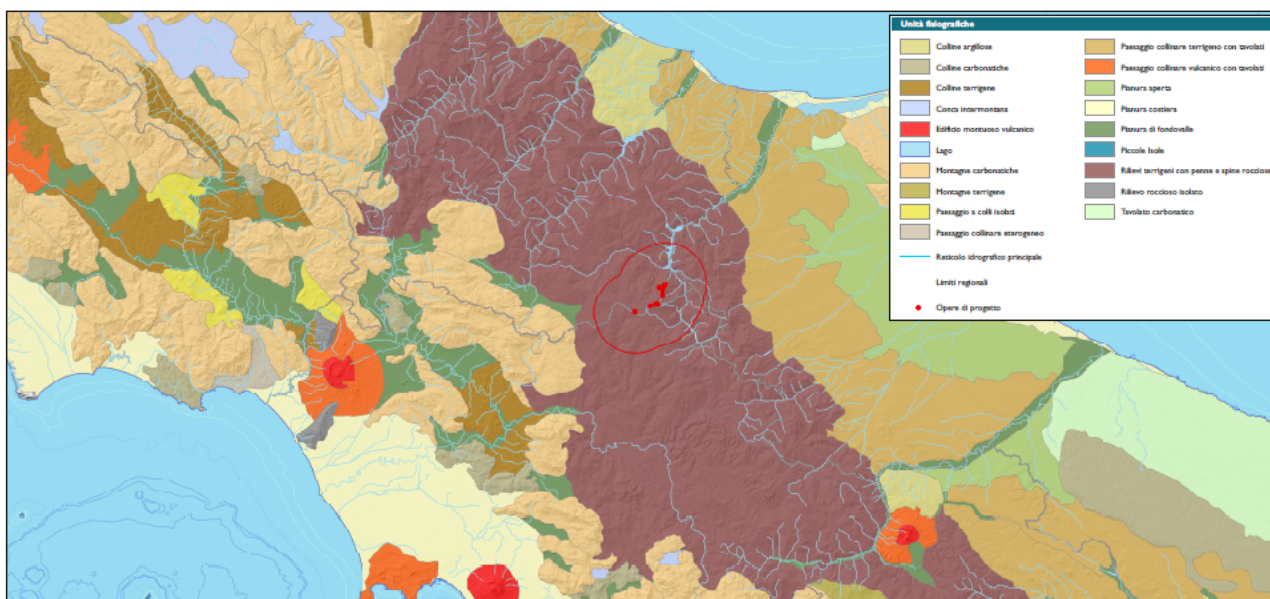 Unità fisiografiche
Colline argillose
Colline carbonatiche
Colline terrigene
Conca intermontana
Edificio montuoso vulcanico
Lago
Montagne carbonatiche
Montagne terrigene
Paesaggio a colli isolati
Paesaggio collinare eterogeneo
Reticolo idrografico principale
Limiti regionali
Opere di progetto
Paesaggio collinare terrigeno con tavolati
Paesaggio collinare vulcanico con tavolati
Pianura aperta
Pianura costiera
Pianura di fondovalle
Piccole Isole
Rilievi terrigeni con penne e spine rocciose
Rilievo roccioso isolato
Tavolato carbonatico